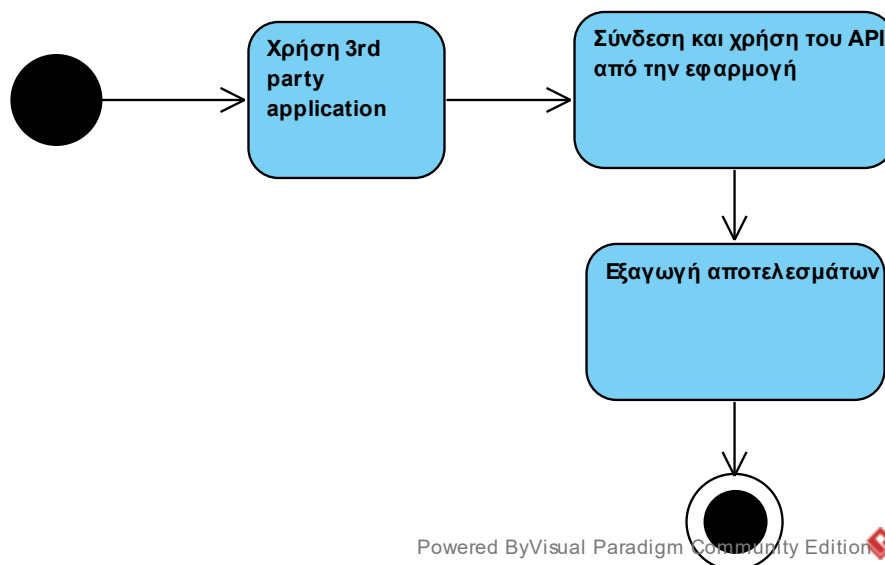 Χρήση 3rd
party
application
Σύνδεση και χρήση του API
από την εφαρμογή
Εξαγωγή αποτελεσμάτων
Powered ByVisual Paradigm Community Edition